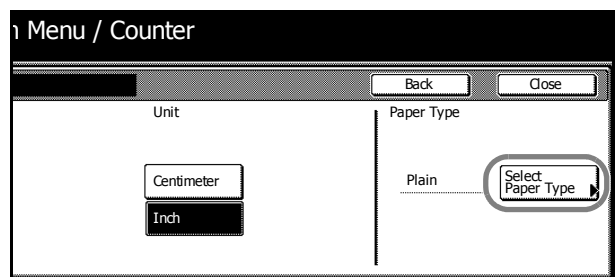 Menu / Counter
Back Close
Unit Paper Type
Centimeter
Plain
Select
Paper Type
Inch